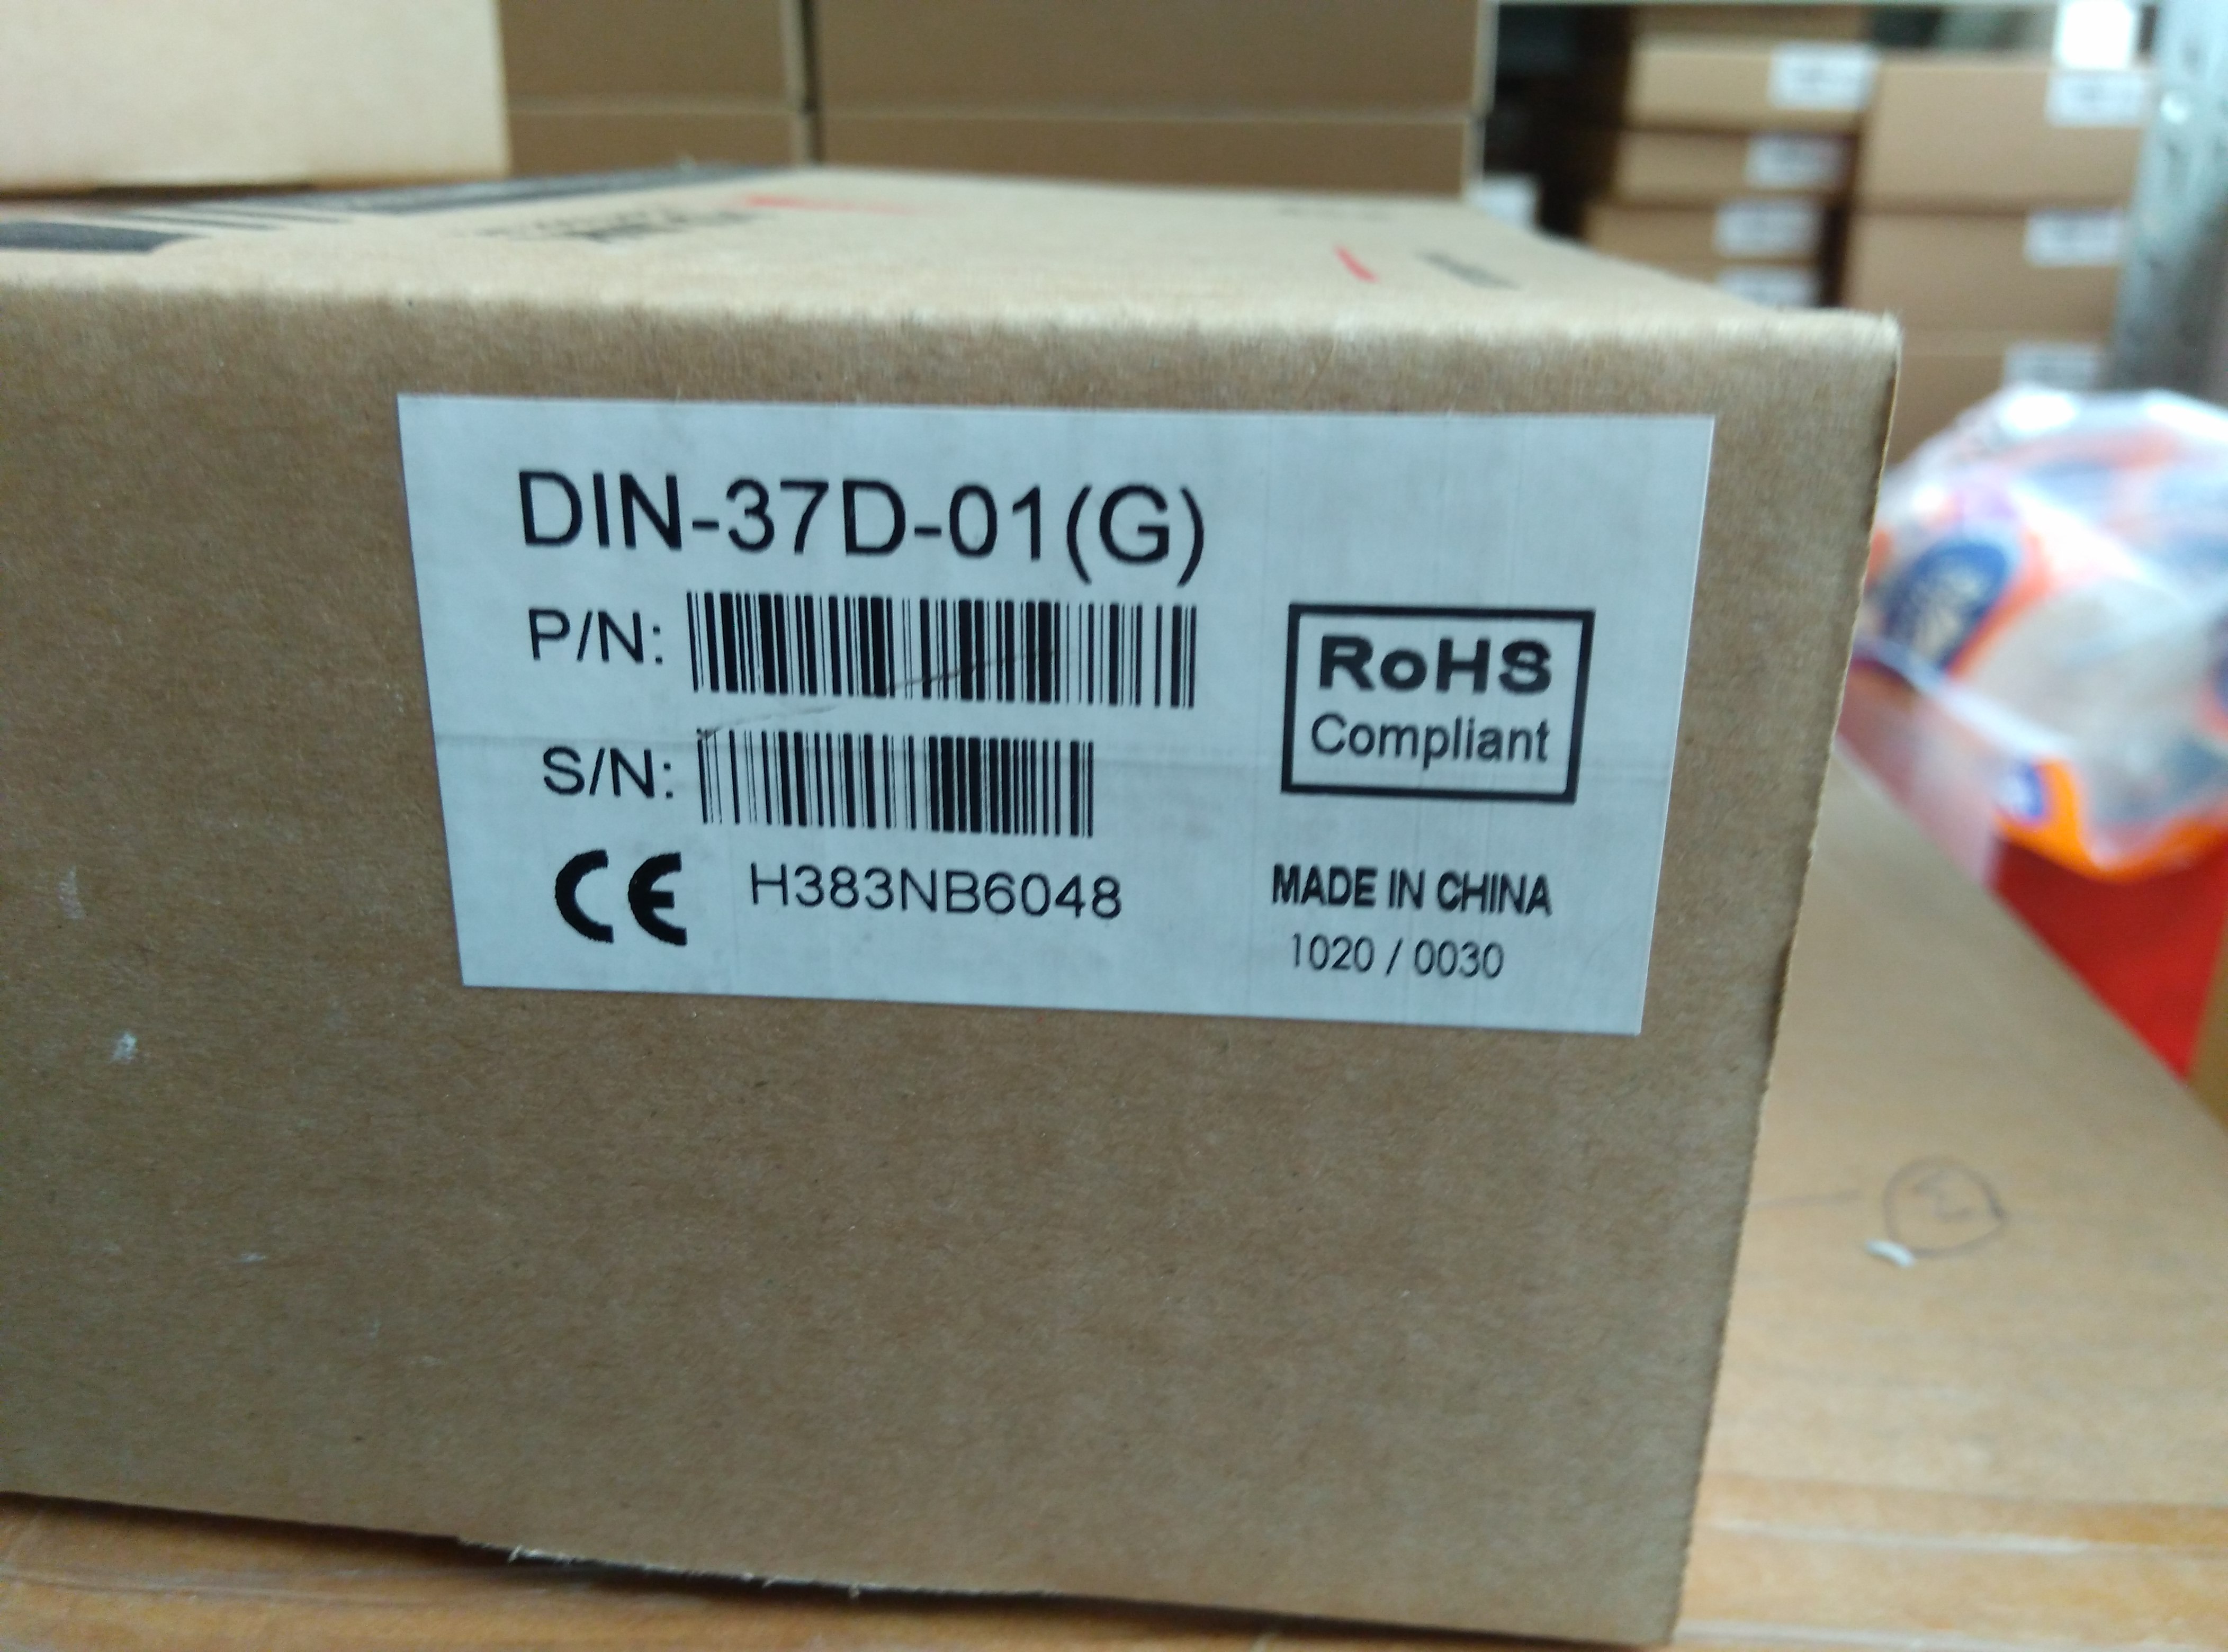 DIN-37D-01(G)
P/N:
S/N:
RoHS
Compliant
CE H383NB6048
MADE IN CHINA
1020 / 0030